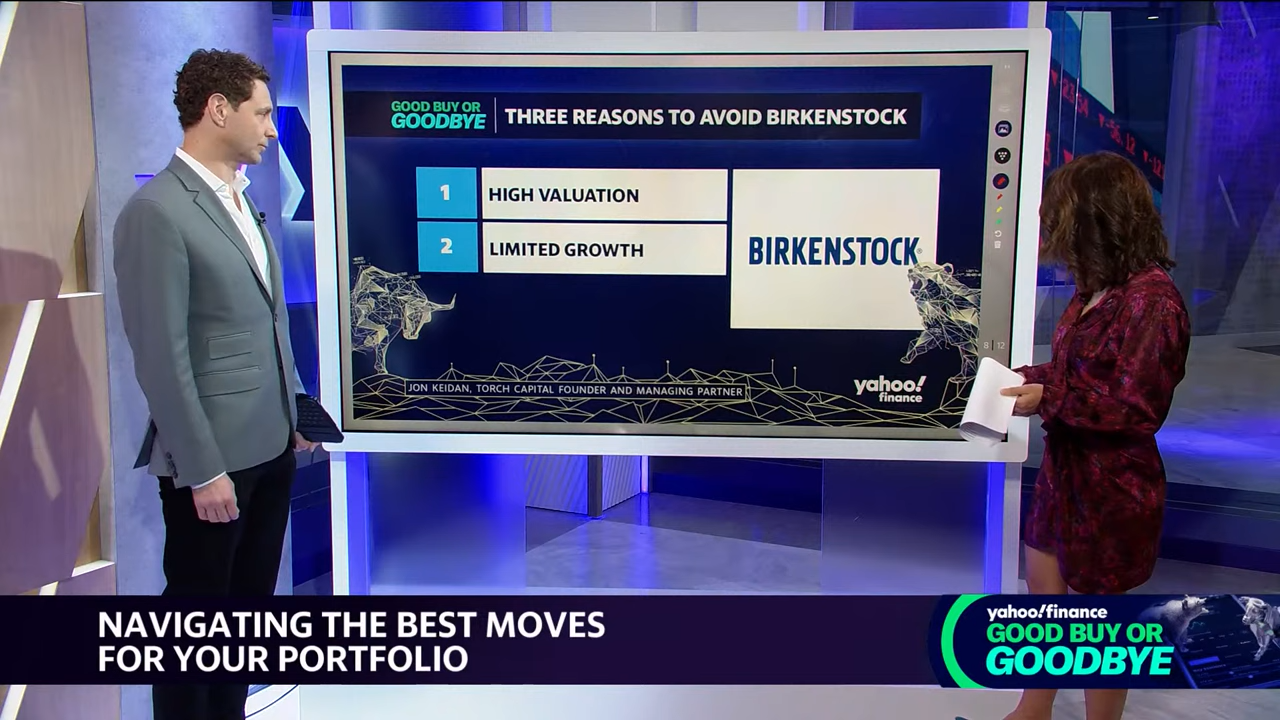 GOOD BUY OR
GOODBYE
THREE REASONS TO AVOID BIRKENSTOCK
1
HIGH VALUATION
2
LIMITED GROWTH
BIRKENSTOCK
8 | 12
JON KEIDAN, TORCH CAPITAL FOUNDER AND MANAGING PARTNER
yahoo!
finance
NAVIGATING THE BEST MOVES
FOR YOUR PORTFOLIO
yahoo!finance
GOOD BUY OR
GOODBYE